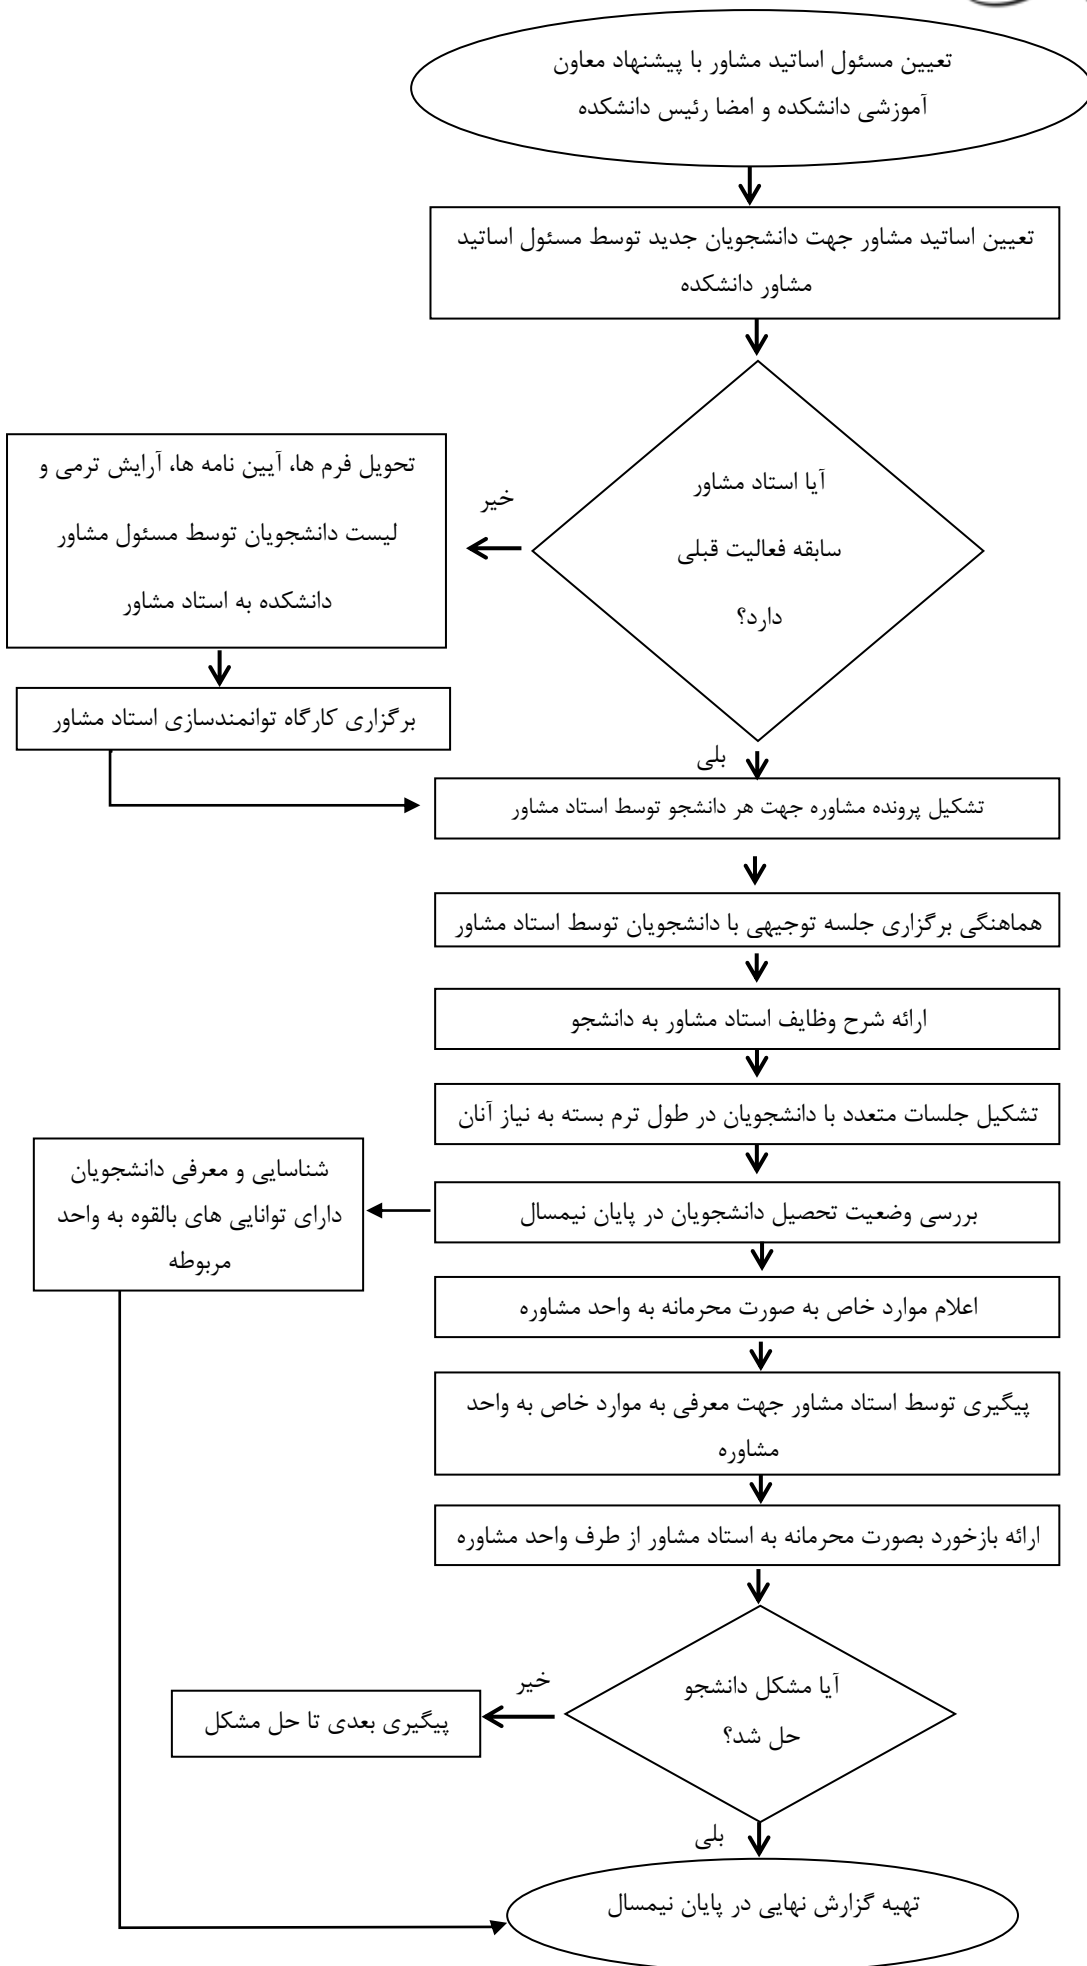 تعیین مسئول اساتید مشاور با پیشنهاد معاون
آموزشی دانشکده و امضا رئیس دانشکده
تعیین اساتید مشاور جهت دانشجویان جدید توسط مسئول اساتید
مشاور دانشکده
آیا استاد مشاور
سابقه فعالیت قبلی
دارد؟
خیر
تحویل فرم ها، آیین نامه ها، آرایش ترمی و
لیست دانشجویان توسط مسئول مشاور
دانشکده به استاد مشاور
برگزاری کارگاه توانمندسازی استاد مشاور
بلی
تشکیل پرونده مشاوره جهت هر دانشجو توسط استاد مشاور
هماهنگی برگزاری جلسه توجیهی با دانشجویان توسط استاد مشاور
ارائه شرح وظایف استاد مشاور به دانشجو
تشکیل جلسات متعدد با دانشجویان در طول ترم بسته به نیاز آنان
بررسی وضعیت تحصیل دانشجویان در پایان نیمسال
شناسایی و معرفی دانشجویان
دارای توانایی های بالقوه به واحد
مربوطه
اعلام موارد خاص به صورت محرمانه به واحد مشاوره
پیگیری توسط استاد مشاور جهت معرفی به موارد خاص به واحد
مشاوره
ارائه بازخورد بصورت محرمانه به استاد مشاور از طرف واحد مشاوره
آیا مشکل دانشجو
حل شد؟
خیر
پیگیری بعدی تا حل مشکل
بلی
تهیه گزارش نهایی در پایان نیمسال